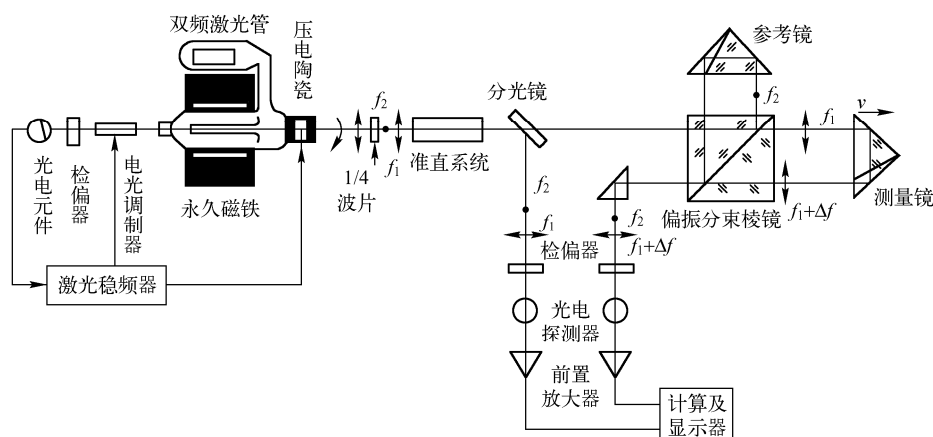 双频激光管
压电陶瓷
参考镜
分光镜
f₂
v
f₂
f₁
f₁
准直系统
1/4
波片
光电元件
检偏器
电光调制器
永久磁铁
f₂
f₁
检偏器
f₂
f₁+Δf
偏振分束棱镜
f₁+Δf
测量镜
激光稳频器
光电
探测器
前置
放大器
计算及
显示器